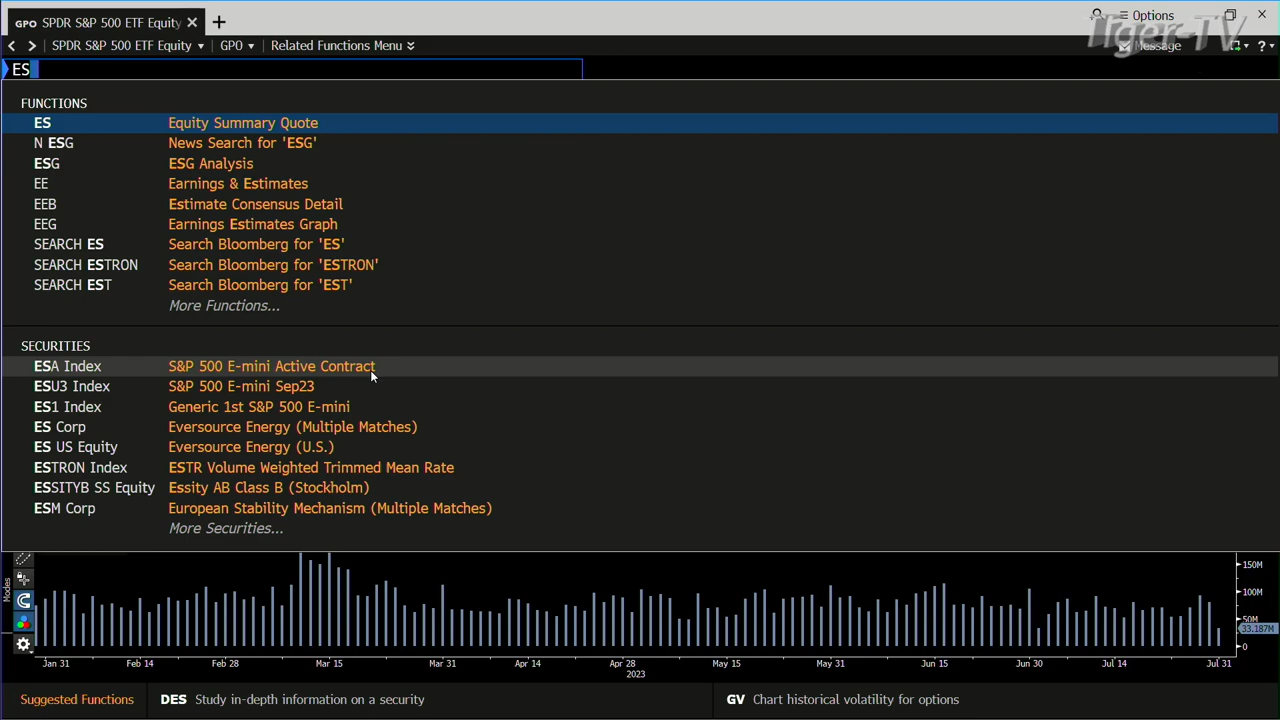 GPO SPDR S&P 500 ETF Equity
Options
Tiger-TV
SPDR S&P 500 ETF Equity GPO Related Functions Menu Message ?
ES
FUNCTIONS
ES Equity Summary Quote
N ESG News Search for 'ESG'
ESG ESG Analysis
EE Earnings & Estimates
EEB Estimate Consensus Detail
EEG Earnings Estimates Graph
SEARCH ES Search Bloomberg for 'ES'
SEARCH ESTRON Search Bloomberg for 'ESTRON'
SEARCH EST Search Bloomberg for 'EST'
More Functions...
SECURITIES
ESA Index S&P 500 E-mini Active Contract
ESU3 Index S&P 500 E-mini Sep23
ES1 Index Generic 1st S&P 500 E-mini
ES Corp Eversource Energy (Multiple Matches)
ES US Equity Eversource Energy (U.S.)
ESTRON Index ESTR Volume Weighted Trimmed Mean Rate
ESSITYB SS Equity Essity AB Class B (Stockholm)
ESM Corp European Stability Mechanism (Multiple Matches)
More Securities...
Modes
150M
100M
50M
33.187M
0
Jan 31 Feb 14 Feb 28 Mar 15 Mar 31 Apr 14 Apr 28 May 15 May 31 Jun 15 Jun 30 Jul 14 Jul 31
2023
Suggested Functions DES Study in-depth information on a security GV Chart historical volatility for options